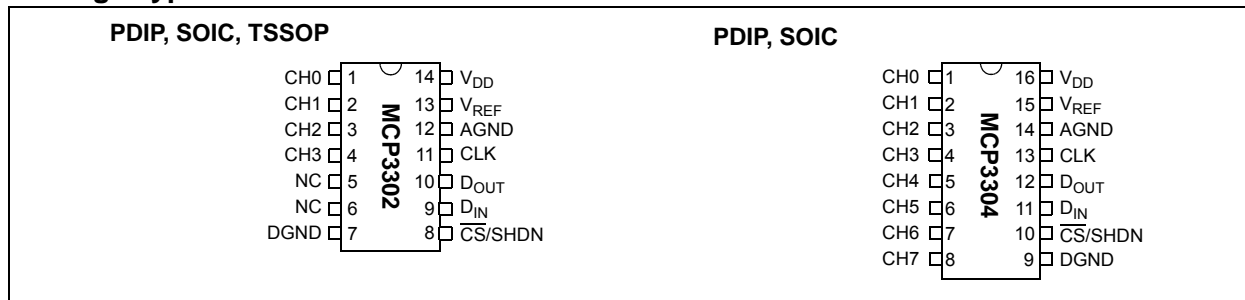 PDIP, SOIC, TSSOP
CH0 1 14 VDD
CH1 2 13 VREF
CH2 3 12 AGND
CH3 4 11 CLK
NC 5 10 DOUT
NC 6 9 DIN
DGND 7 8 CS/SHDN
MCP3302
PDIP, SOIC
CH0 1 16 VDD
CH1 2 15 VREF
CH2 3 14 AGND
CH3 4 13 CLK
CH4 5 12 DOUT
CH5 6 11 DIN
CH6 7 10 CS/SHDN
CH7 8 9 DGND
MCP3304